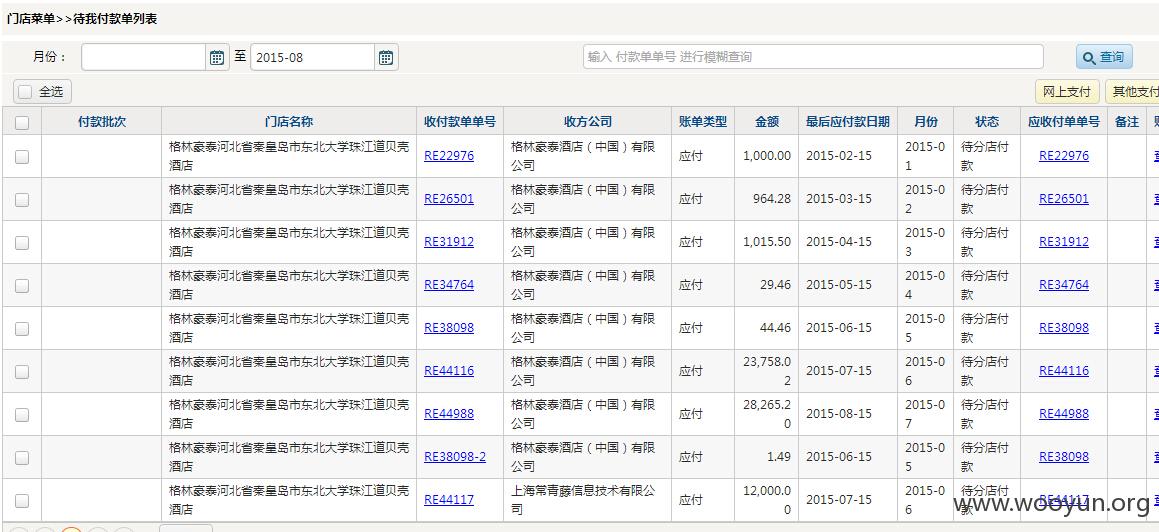 门店菜单>>待我付款单列表
月份： 至 2015-08 输入 付款单单号 进行模糊查询 查询
全选 网上支付 其他支付
付款批次 门店名称 收付款单单号 收方公司 账单类型 金额 最后应付款日期 月份 状态 应收付单单号 备注
格林豪泰河北省秦皇岛市东北大学珠江道贝壳 RE22976 格林豪泰酒店（中国）有限 应付 1,000.00 2015-02-15 2015-0 待分店付 RE22976
酒店 公司 1 款
格林豪泰河北省秦皇岛市东北大学珠江道贝壳 RE26501 格林豪泰酒店（中国）有限 应付 964.28 2015-03-15 2015-0 待分店付 RE26501
酒店 公司 2 款
格林豪泰河北省秦皇岛市东北大学珠江道贝壳 RE31912 格林豪泰酒店（中国）有限 应付 1,015.50 2015-04-15 2015-0 待分店付 RE31912
酒店 公司 3 款
格林豪泰河北省秦皇岛市东北大学珠江道贝壳 RE34764 格林豪泰酒店（中国）有限 应付 29.46 2015-05-15 2015-0 待分店付 RE34764
酒店 公司 4 款
格林豪泰河北省秦皇岛市东北大学珠江道贝壳 RE38098 格林豪泰酒店（中国）有限 应付 44.46 2015-06-15 2015-0 待分店付 RE38098
酒店 公司 5 款
格林豪泰河北省秦皇岛市东北大学珠江道贝壳 RE44116 格林豪泰酒店（中国）有限 应付 23,758.0 2015-07-15 2015-0 待分店付 RE44116
酒店 公司 2 6 款
格林豪泰河北省秦皇岛市东北大学珠江道贝壳 RE44988 格林豪泰酒店（中国）有限 应付 28,265.2 2015-08-15 2015-0 待分店付 RE44988
酒店 公司 0 7 款
格林豪泰河北省秦皇岛市东北大学珠江道贝壳 RE38098-2 格林豪泰酒店（中国）有限 应付 1.49 2015-06-15 2015-0 待分店付 RE38098
酒店 公司 5 款
格林豪泰河北省秦皇岛市东北大学珠江道贝壳 RE44117 上海常青藤信息技术有限公 应付 12,000.0 2015-07-15 2015-0 待分店付 RE44117
酒店 司 0 6 款
www.wooyun.org